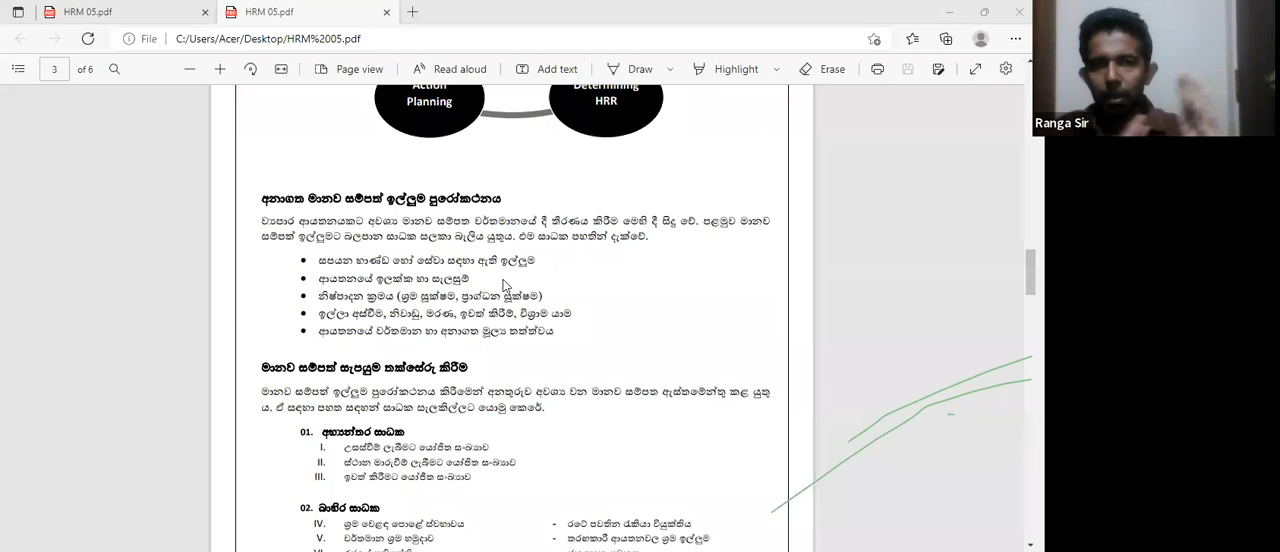 HRM 05.pdf
HRM 05.pdf
File C:/Users/Acer/Desktop/HRM%2005.pdf
3 of 6 Page view Read aloud Add text Draw Highlight Erase
Ranga Sir
Action
Planning
Determining
HRR
අනාගත මානව සම්පත් ඉල්ලුම පුරෝකථනය
ව්‍යපාර ආයතනයකට අවශ්‍ය මානව සම්පත වර්තමානයේ දී තීරණය කිරීම මෙහි දී සිදු වේ. පළමුව මානව
සම්පත් ඉල්ලුමට බලපාන සාධක සලකා බැලිය යුතුය. එම සාධක පහතින් දැක්වේ.
• සපයන භාණ්ඩ හෝ සේවා සඳහා ඇති ඉල්ලුම
• ආයතනයේ ඉලක්ක හා සැලසුම්
• නිෂ්පාදන ක්‍රමය (ශ්‍රම සූක්ෂම, ප්‍රාග්ධන සූක්ෂම)
• ඉල්ලා අස්වීම, නිවාඩු, මරණ, ඉවත් කිරීම්, විශ්‍රාම යාම
• ආයතනයේ වර්තමාන හා අනාගත මූල්‍ය තත්ත්වය
මානව සම්පත් සැපයුම තක්සේරු කිරීම
මානව සම්පත් ඉල්ලුම පුරෝකථනය කිරීමෙන් අනතුරුව අවශ්‍ය වන මානව සම්පත ඇස්තමේන්තු කළ යුතු
ය. ඒ සඳහා පහත සඳහන් සාධක සැලකිල්ලට යොමු කෙරේ.
01. අභ්‍යන්තර සාධක
I. උසස්වීම් ලැබීමට යෝජිත සංඛ්‍යාව
II. ස්ථාන මාරුවීම් ලැබීමට යෝජිත සංඛ්‍යාව
III. ඉවත් කිරීමට යෝජිත සංඛ්‍යාව
02. බාහිර සාධක
IV. ශ්‍රම වෙළඳ පොළේ ස්වභාවය - රටේ පවතින රැකියා වියුක්තිය
V. වර්තමාන ශ්‍රම හමුදාව - තරඟකාරී ආයතනවල ශ්‍රම ඉල්ලුම